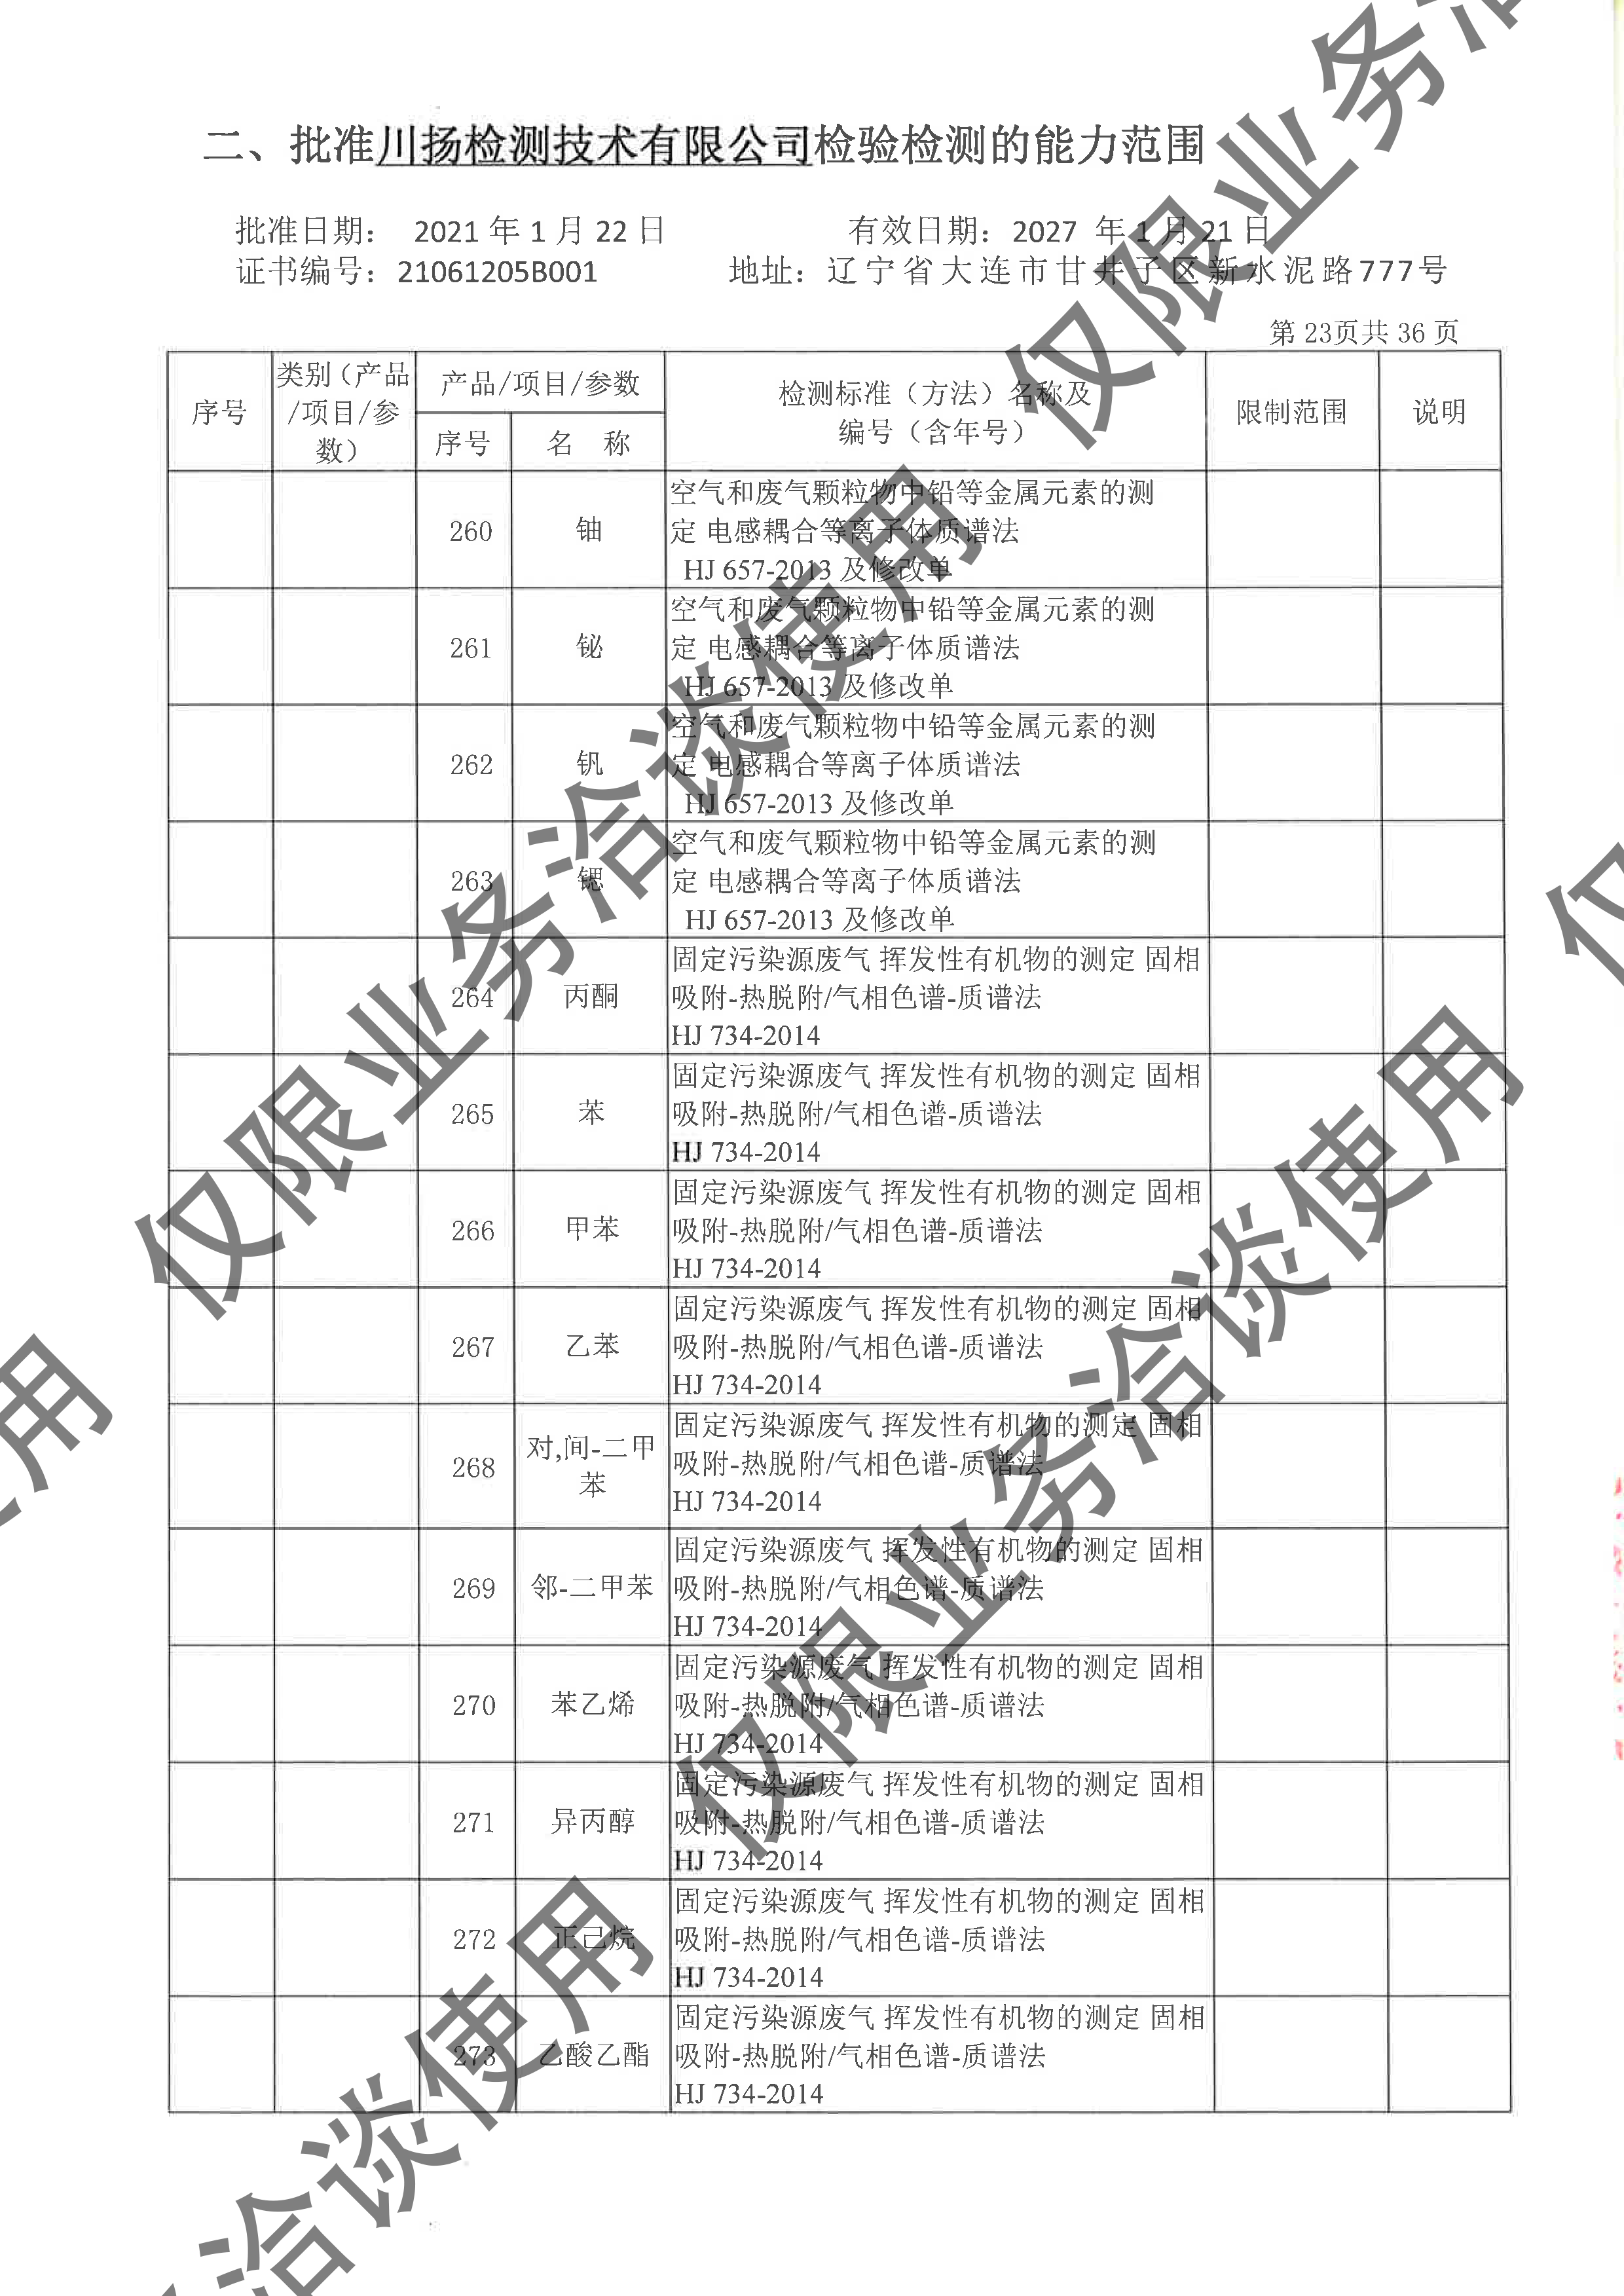 二、批准川扬检测技术有限公司检验检测的能力范围
批准日期： 2021 年 1 月 22 日 有效日期：2027 年 1 月 21 日
证书编号：21061205B001 地址：辽宁省大连市甘井子区新水泥路777号
第 23页共 36 页
序号 类别（产品/项目/参数） 产品/项目/参数 检测标准（方法）名称及编号（含年号） 限制范围 说明
序号 名 称
260 铀 空气和废气颗粒物中铅等金属元素的测
定 电感耦合等离子体质谱法
HJ 657-2013 及修改单
261 铋 空气和废气颗粒物中铅等金属元素的测
定 电感耦合等离子体质谱法
HJ 657-2013 及修改单
262 钒 空气和废气颗粒物中铅等金属元素的测
定 电感耦合等离子体质谱法
HJ 657-2013 及修改单
263 锶 空气和废气颗粒物中铅等金属元素的测
定 电感耦合等离子体质谱法
HJ 657-2013 及修改单
264 丙酮 固定污染源废气 挥发性有机物的测定 固相
吸附-热脱附/气相色谱-质谱法
HJ 734-2014
265 苯 固定污染源废气 挥发性有机物的测定 固相
吸附-热脱附/气相色谱-质谱法
HJ 734-2014
266 甲苯 固定污染源废气 挥发性有机物的测定 固相
吸附-热脱附/气相色谱-质谱法
HJ 734-2014
267 乙苯 固定污染源废气 挥发性有机物的测定 固相
吸附-热脱附/气相色谱-质谱法
HJ 734-2014
268 对,间-二甲苯 固定污染源废气 挥发性有机物的测定 固相
吸附-热脱附/气相色谱-质谱法
HJ 734-2014
269 邻-二甲苯 固定污染源废气 挥发性有机物的测定 固相
吸附-热脱附/气相色谱-质谱法
HJ 734-2014
270 苯乙烯 固定污染源废气 挥发性有机物的测定 固相
吸附-热脱附/气相色谱-质谱法
HJ 734-2014
271 异丙醇 固定污染源废气 挥发性有机物的测定 固相
吸附-热脱附/气相色谱-质谱法
HJ 734-2014
272 正己烷 固定污染源废气 挥发性有机物的测定 固相
吸附-热脱附/气相色谱-质谱法
HJ 734-2014
273 乙酸乙酯 固定污染源废气 挥发性有机物的测定 固相
吸附-热脱附/气相色谱-质谱法
HJ 734-2014
仅限业务洽谈使用
仅限业务洽谈使用
仅限业务洽
洽谈使用
使用
仅